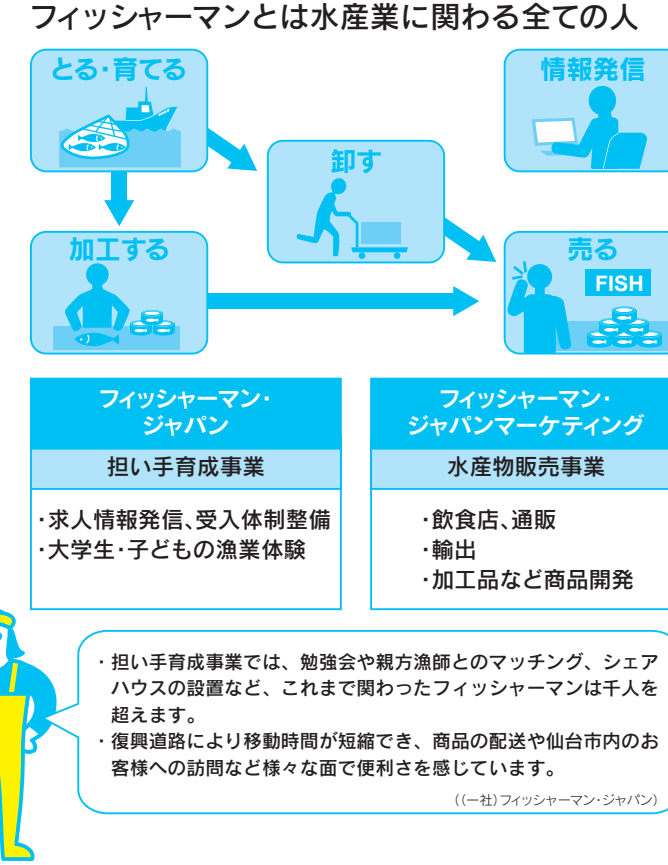 フィッシャーマンとは水産業に関わる全ての人
とる・育てる
情報発信
卸す
加工する
売る
FISH
フィッシャーマン・
ジャパン
担い手育成事業
・求人情報発信、受入体制整備
・大学生・子どもの漁業体験
フィッシャーマン・
ジャパンマーケティング
水産物販売事業
・飲食店、通販
・輸出
・加工品など商品開発
・担い手育成事業では、勉強会や親方漁師とのマッチング、シェア
ハウスの設置など、これまで関わったフィッシャーマンは千人を
超えます。
・復興道路により移動時間が短縮でき、商品の配送や仙台市内のお
客様への訪問など様々な面で便利さを感じています。
((一社)フィッシャーマン・ジャパン)